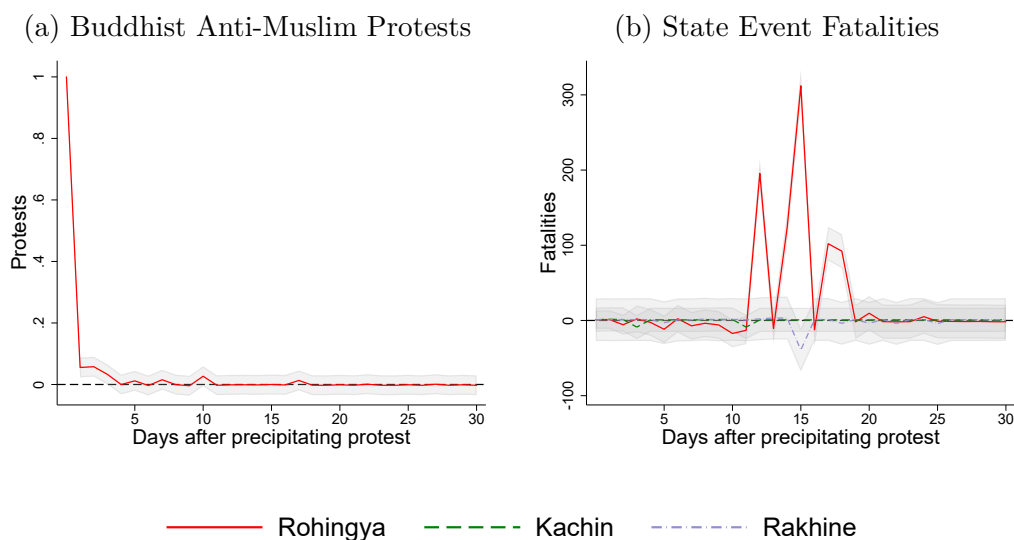 (a) Buddhist Anti-Muslim Protests
1
.8
.6
.4
.2
0
Protests
0 5 10 15 20 25 30
Days after precipitating protest
(b) State Event Fatalities
300
200
100
0
-100
Fatalities
0 5 10 15 20 25 30
Days after precipitating protest
Rohingya Kachin Rakhine